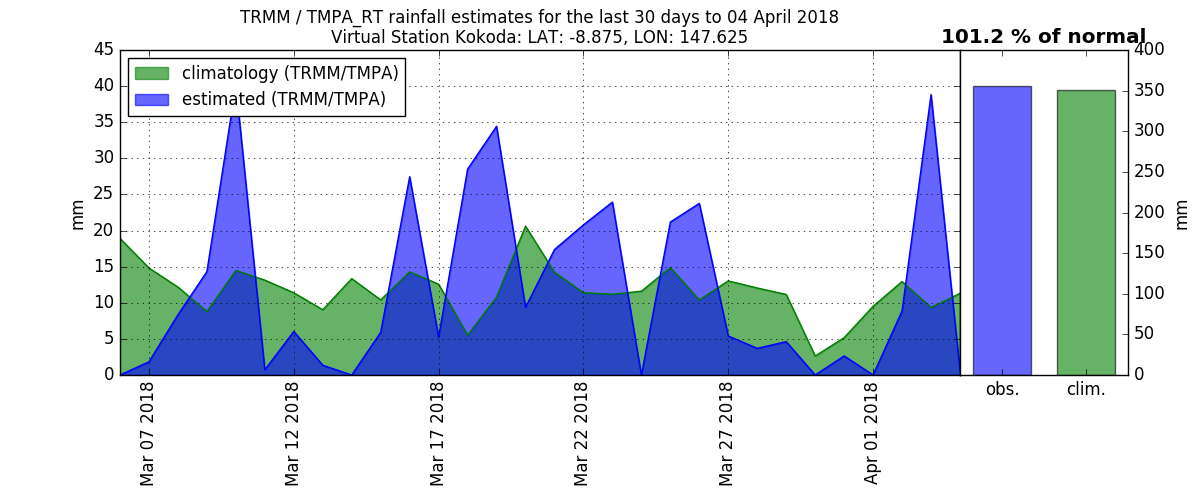 TRMM / TMPA_RT rainfall estimates for the last 30 days to 04 April 2018
Virtual Station Kokoda: LAT: -8.875, LON: 147.625
101.2 % of normal
climatology (TRMM/TMPA)
estimated (TRMM/TMPA)
45
40
35
30
25
20
15
10
5
0
mm
Mar 07 2018
Mar 12 2018
Mar 17 2018
Mar 22 2018
Mar 27 2018
Apr 01 2018
obs.
clim.
400
350
300
250
200
150
100
50
0
mm